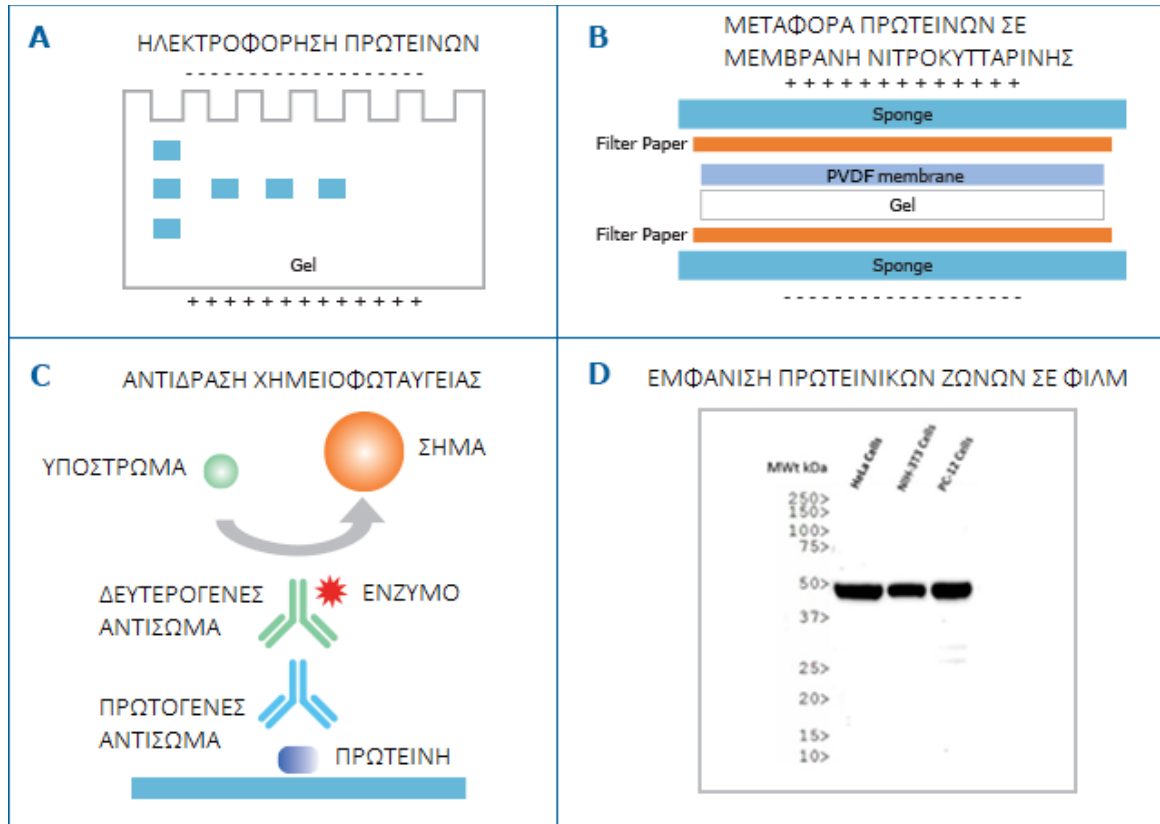 A
ΗΛΕΚΤΡΟΦΟΡΗΣΗ ΠΡΩΤΕΙΝΩΝ
- - - - - - - - - - - - - - - - - - -
Gel
+ + + + + + + + + + + + +
B
ΜΕΤΑΦΟΡΑ ΠΡΩΤΕΙΝΩΝ ΣΕ
ΜΕΜΒΡΑΝΗ ΝΙΤΡΟΚΥΤΤΑΡΙΝΗΣ
+ + + + + + + + + + + + +
Sponge
Filter Paper
PVDF membrane
Gel
Filter Paper
Sponge
- - - - - - - - - - - - - - - - - - -
C
ΑΝΤΙΔΡΑΣΗ ΧΗΜΕΙΟΦΩΤΑΥΓΕΙΑΣ
ΥΠΟΣΤΡΩΜΑ
ΣΗΜΑ
ΔΕΥΤΕΡΟΓΕΝΕΣ
ΑΝΤΙΣΩΜΑ
ΕΝΖΥΜΟ
ΠΡΩΤΟΓΕΝΕΣ
ΑΝΤΙΣΩΜΑ
ΠΡΩΤΕΙΝΗ
D
ΕΜΦΑΝΙΣΗ ΠΡΩΤΕΙΝΙΚΩΝ ΖΩΝΩΝ ΣΕ ΦΙΛΜ
MWt kDa
HeLa Cells
NIH-3T3 Cells
PC-12 Cells
250>
150>
100>
75>
50>
37>
25>
20>
15>
10>